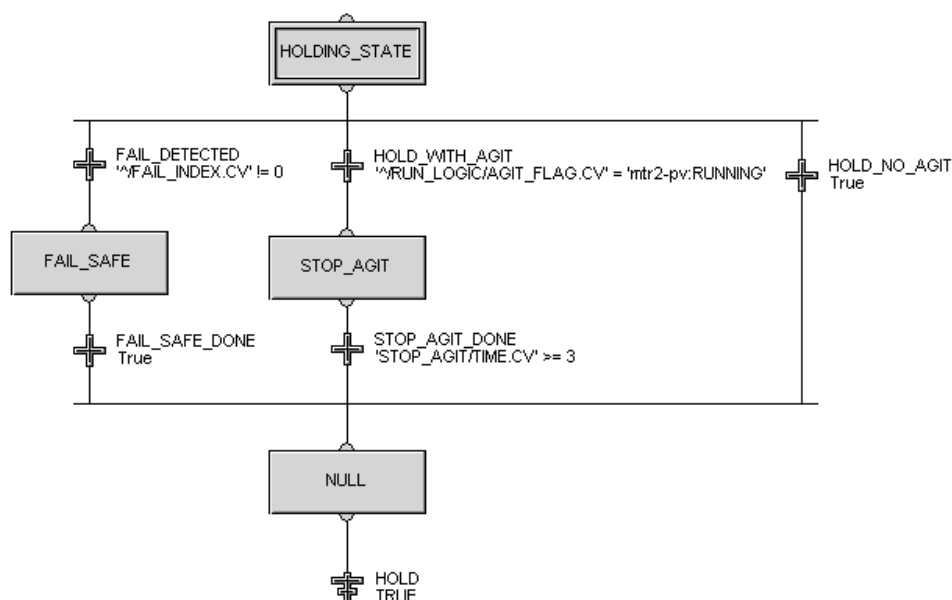 HOLDING_STATE
FAIL_DETECTED
'^/FAIL_INDEX.CV' != 0
HOLD_WITH_AGIT
'^/RUN_LOGIC/AGIT_FLAG.CV' = 'mtr2-pv:RUNNING'
HOLD_NO_AGIT
True
FAIL_SAFE
STOP_AGIT
FAIL_SAFE_DONE
True
STOP_AGIT_DONE
'STOP_AGIT/TIME.CV' >= 3
NULL
HOLD
TRUE